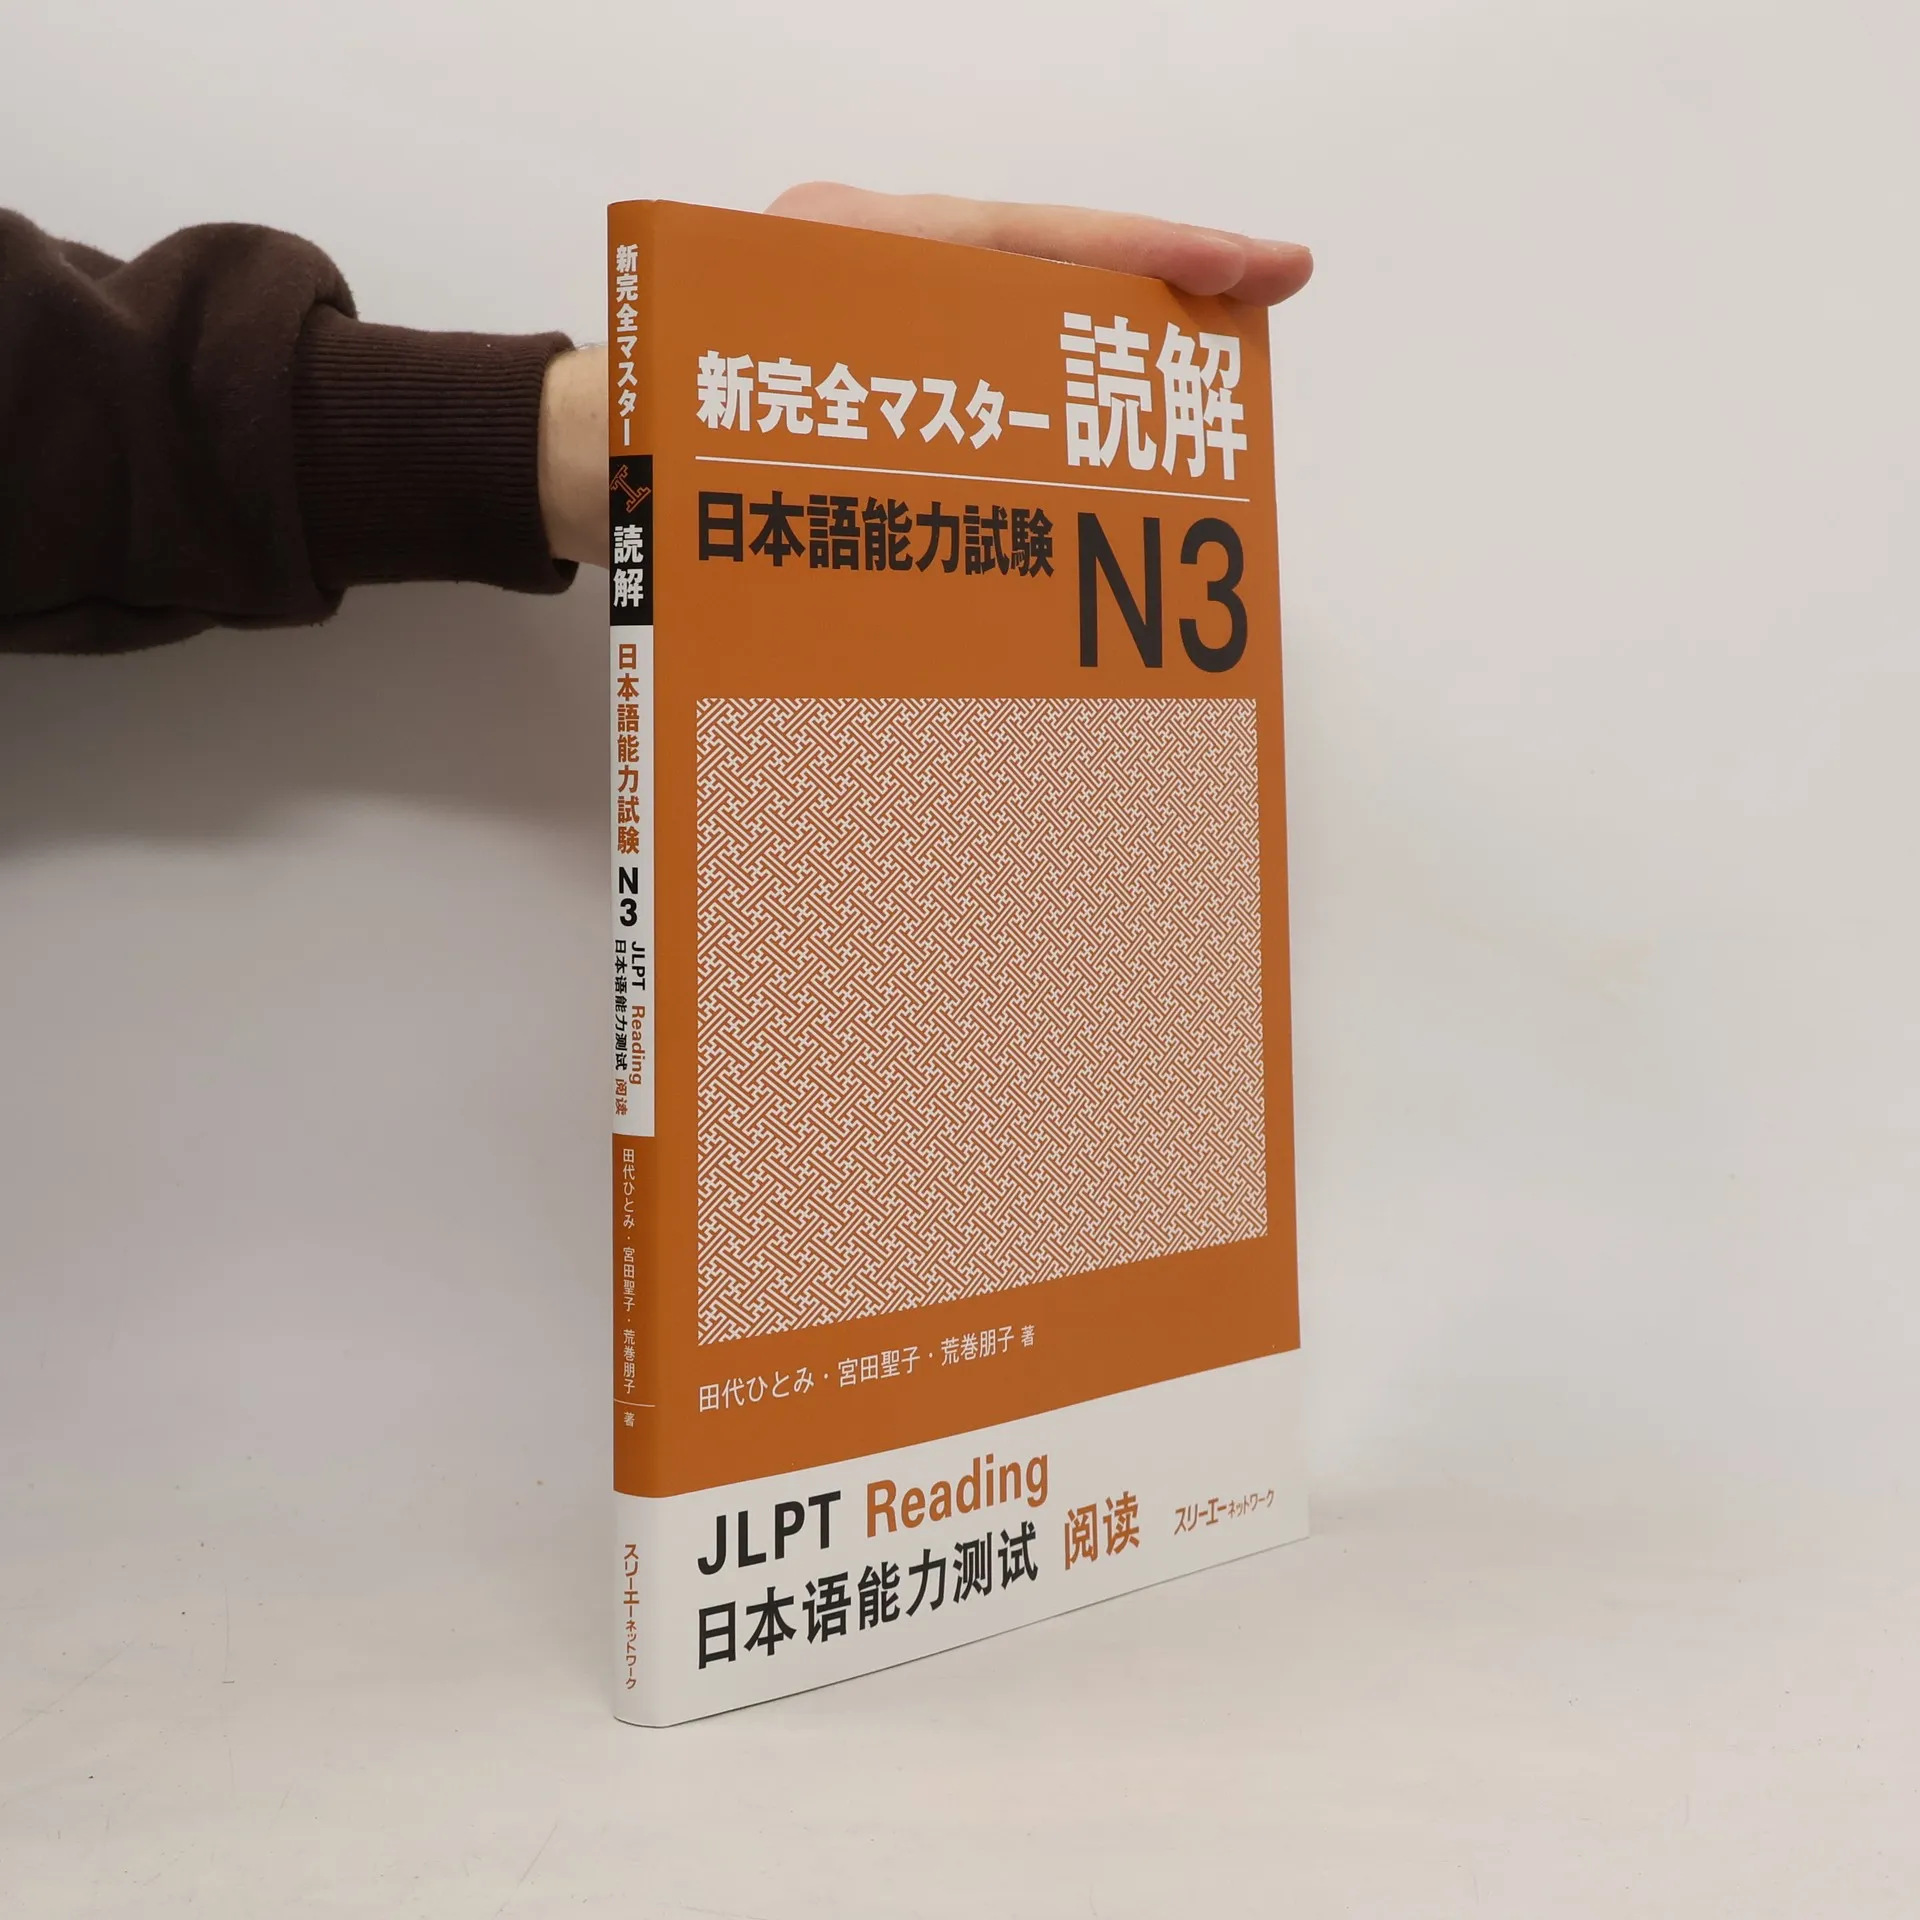 新完全マスター 読解
日本語能力試験 N3
田代ひとみ・宮田聖子・荒巻朋子 著
JLPT Reading
日本语能力测试 阅读
スリーエーネットワーク
新完全マスター
読解
日本語能力試験
N3
JLPT Reading
日本语能力测试 阅读
田代ひとみ・宮田聖子・荒巻朋子 著
スリーエーネットワーク